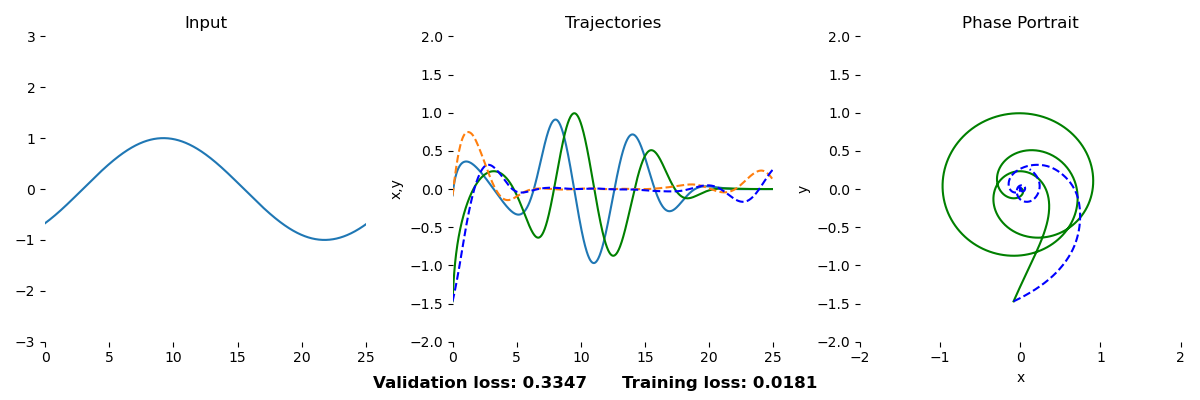 Input
3
2
1
0
−1
−2
−3
0 5 10 15 20 25
Trajectories
x,y
2.0
1.5
1.0
0.5
0.0
−0.5
−1.0
−1.5
−2.0
0 5 10 15 20 25
Phase Portrait
y
2.0
1.5
1.0
0.5
0.0
−0.5
−1.0
−1.5
−2.0
−2 −1 0 1 2
x
Validation loss: 0.3347 Training loss: 0.0181